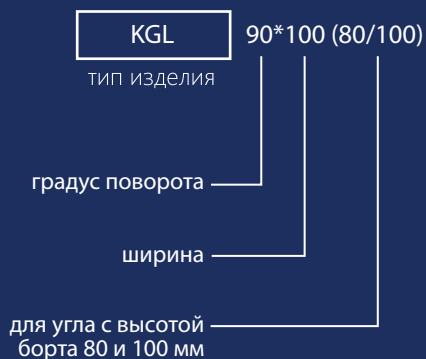 KGL 90*100 (80/100)
тип изделия
градус поворота
ширина
для угла с высотой
борта 80 и 100 мм